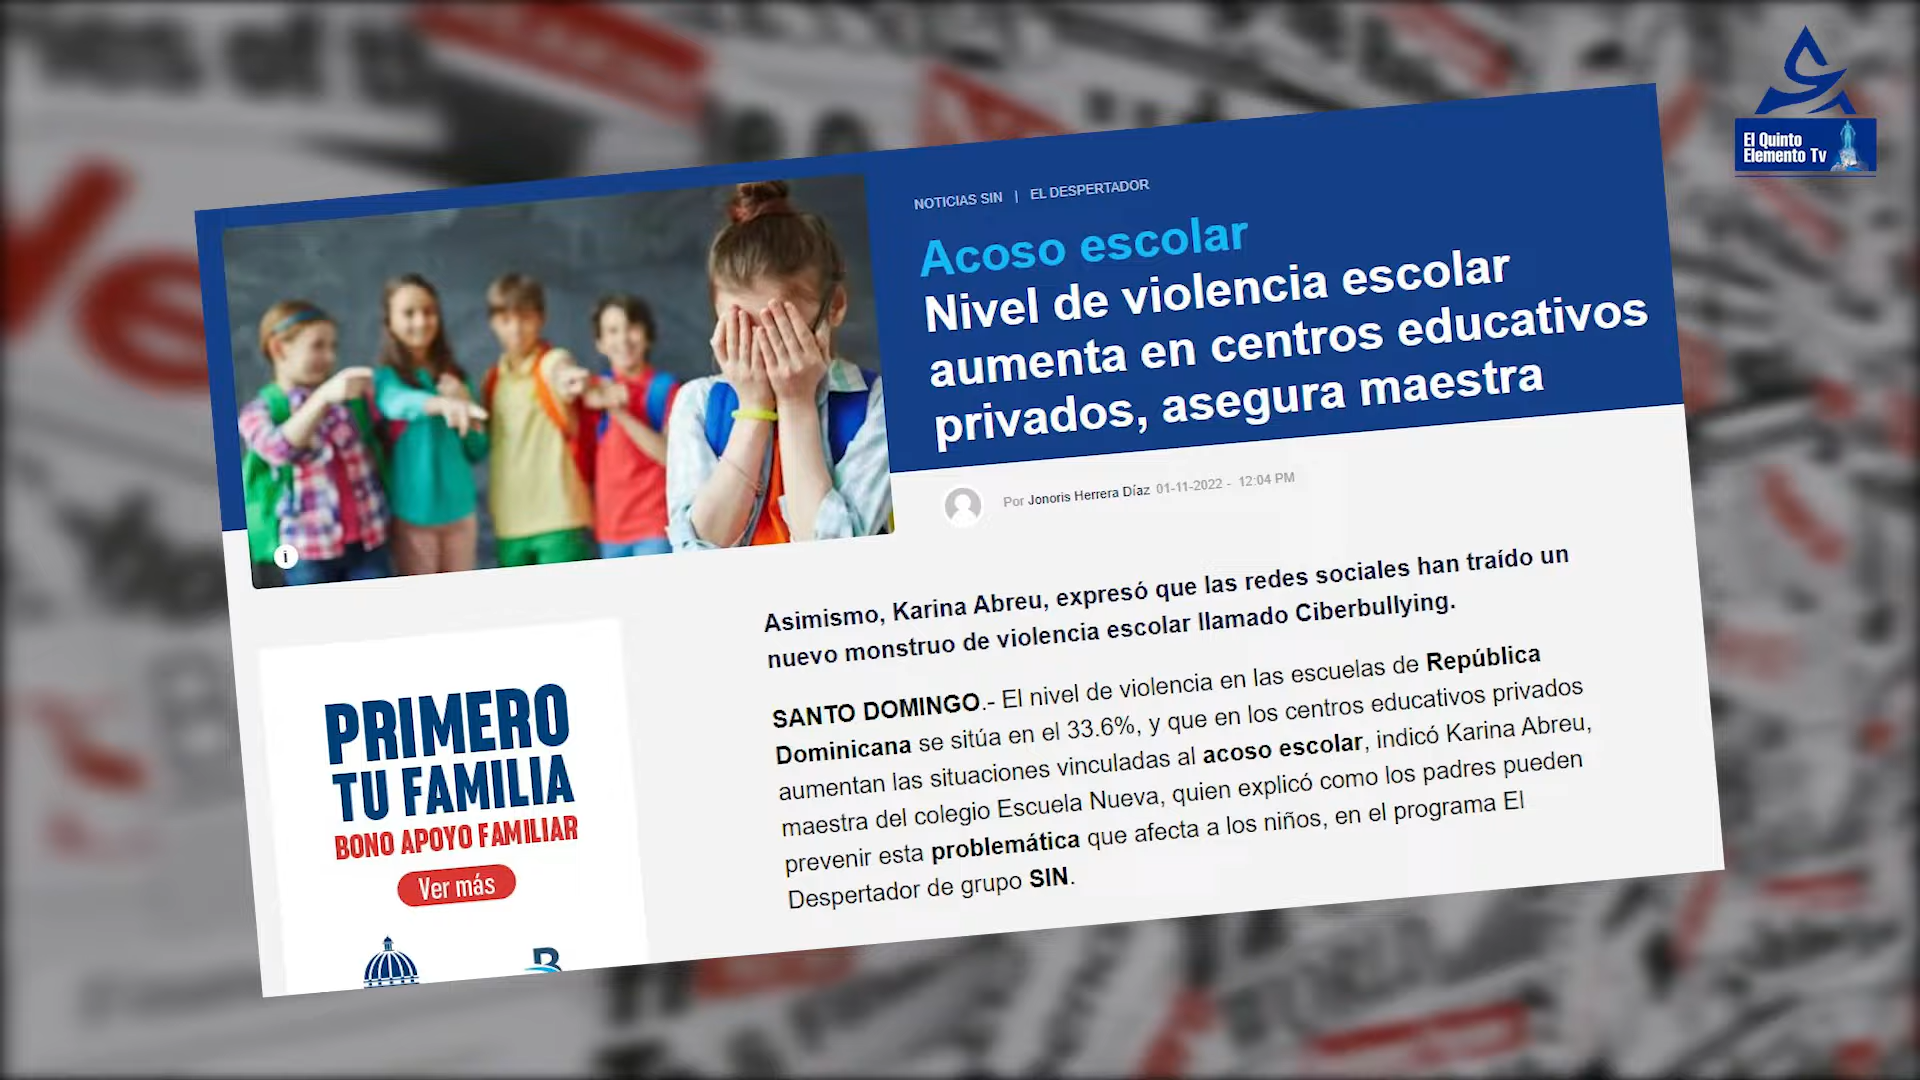 El Quinto
Elemento Tv
NOTICIAS SIN | EL DESPERTADOR
Acoso escolar
Nivel de violencia escolar
aumenta en centros educativos
privados, asegura maestra
Por Jonoris Herrera Díaz 01-11-2022 - 12:04 PM
i
Asimismo, Karina Abreu, expresó que las redes sociales han traído un
nuevo monstruo de violencia escolar llamado Ciberbullying.
SANTO DOMINGO.- El nivel de violencia en las escuelas de República
Dominicana se sitúa en el 33.6%, y que en los centros educativos privados
aumentan las situaciones vinculadas al acoso escolar, indicó Karina Abreu,
maestra del colegio Escuela Nueva, quien explicó como los padres pueden
prevenir esta problemática que afecta a los niños, en el programa El
Despertador de grupo SIN.
PRIMERO
TU FAMILIA
BONO APOYO FAMILIAR
Ver más